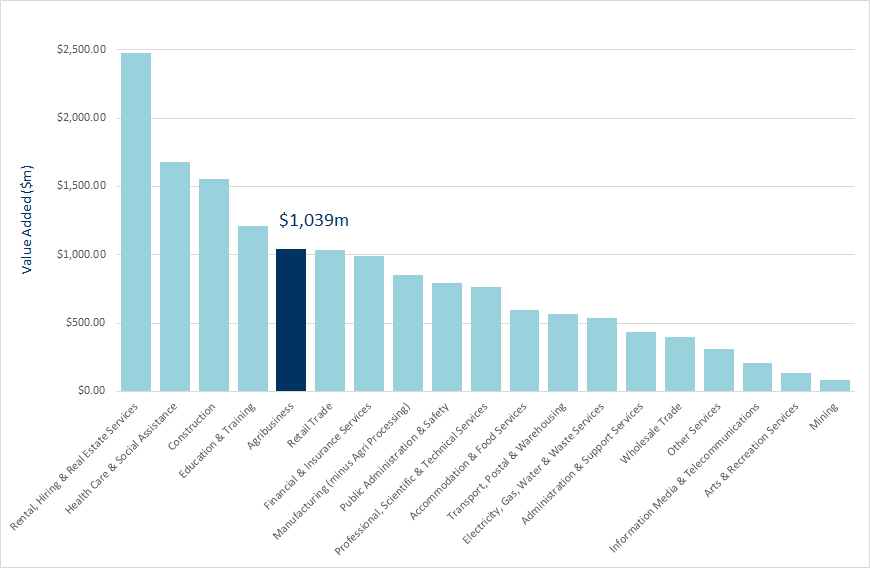 $2,500.00
$2,000.00
$1,500.00
$1,000.00
$500.00
$0.00
Value Added ($m)
$1,039m
Rental, Hiring & Real Estate Services
Health Care & Social Assistance
Construction
Education & Training
Agribusiness
Retail Trade
Financial & Insurance Services
Manufacturing (minus Agri Processing)
Public Administration & Safety
Professional, Scientific & Technical Services
Accommodation & Food Services
Transport, Postal & Warehousing
Electricity, Gas, Water & Waste Services
Administration & Support Services
Wholesale Trade
Other Services
Information Media & Telecommunications
Arts & Recreation Services
Mining